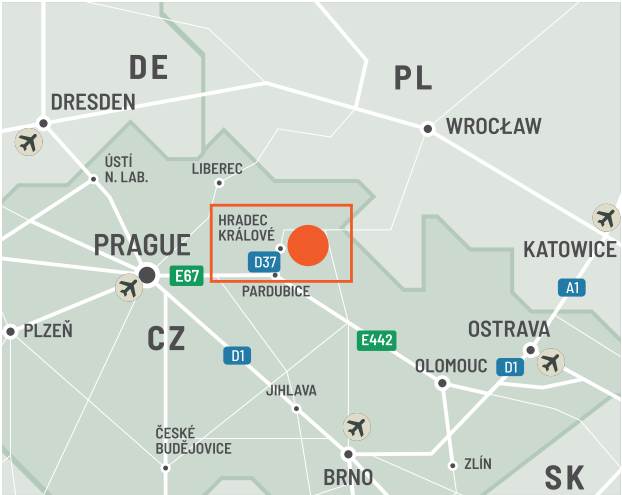 DE
PL
DRESDEN
WROCŁAW
ÚSTÍ
N. LAB.
LIBEREC
HRADEC
KRÁLOVÉ
PRAGUE
D37
E67
KATOWICE
PARDUBICE
A1
PLZEŇ
CZ
E442
OSTRAVA
D1
OLOMOUC
D1
JIHLAVA
ČESKÉ
BUDĚJOVICE
ZLÍN
BRNO
SK